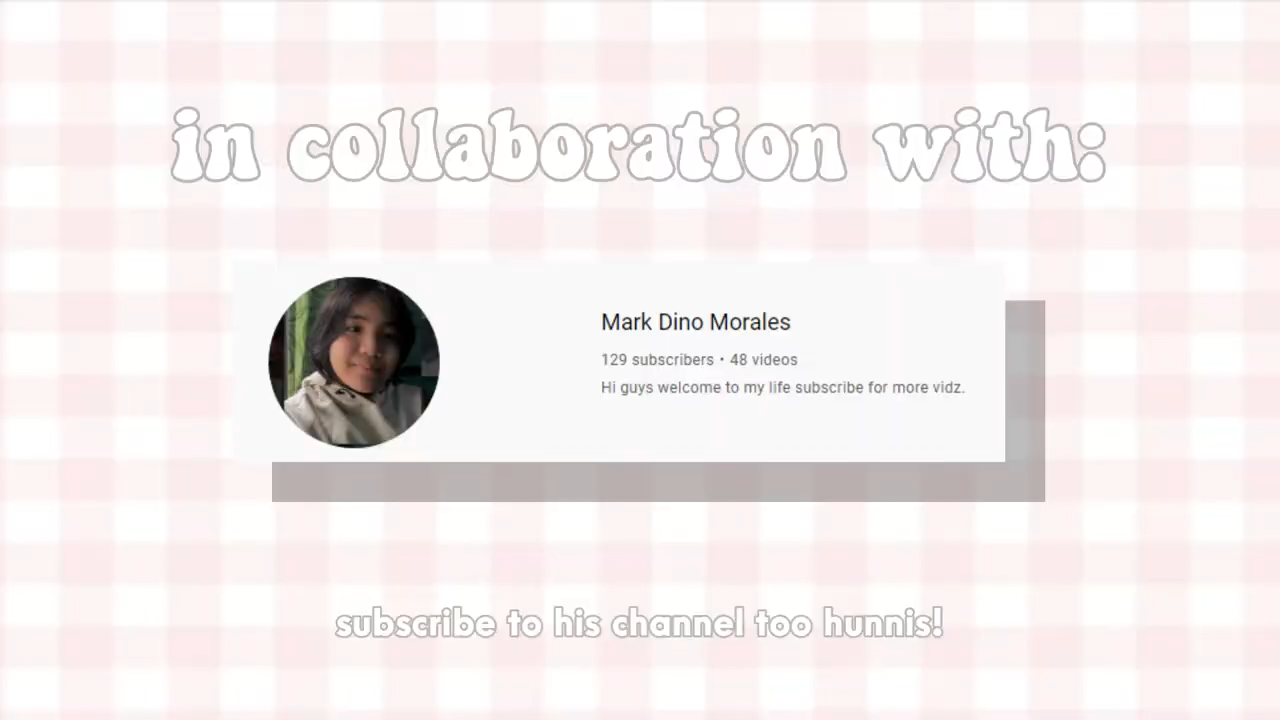 in collaboration with:
Mark Dino Morales
129 subscribers • 48 videos
Hi guys welcome to my life subscribe for more vidz.
subscribe to his channel too hunnis!